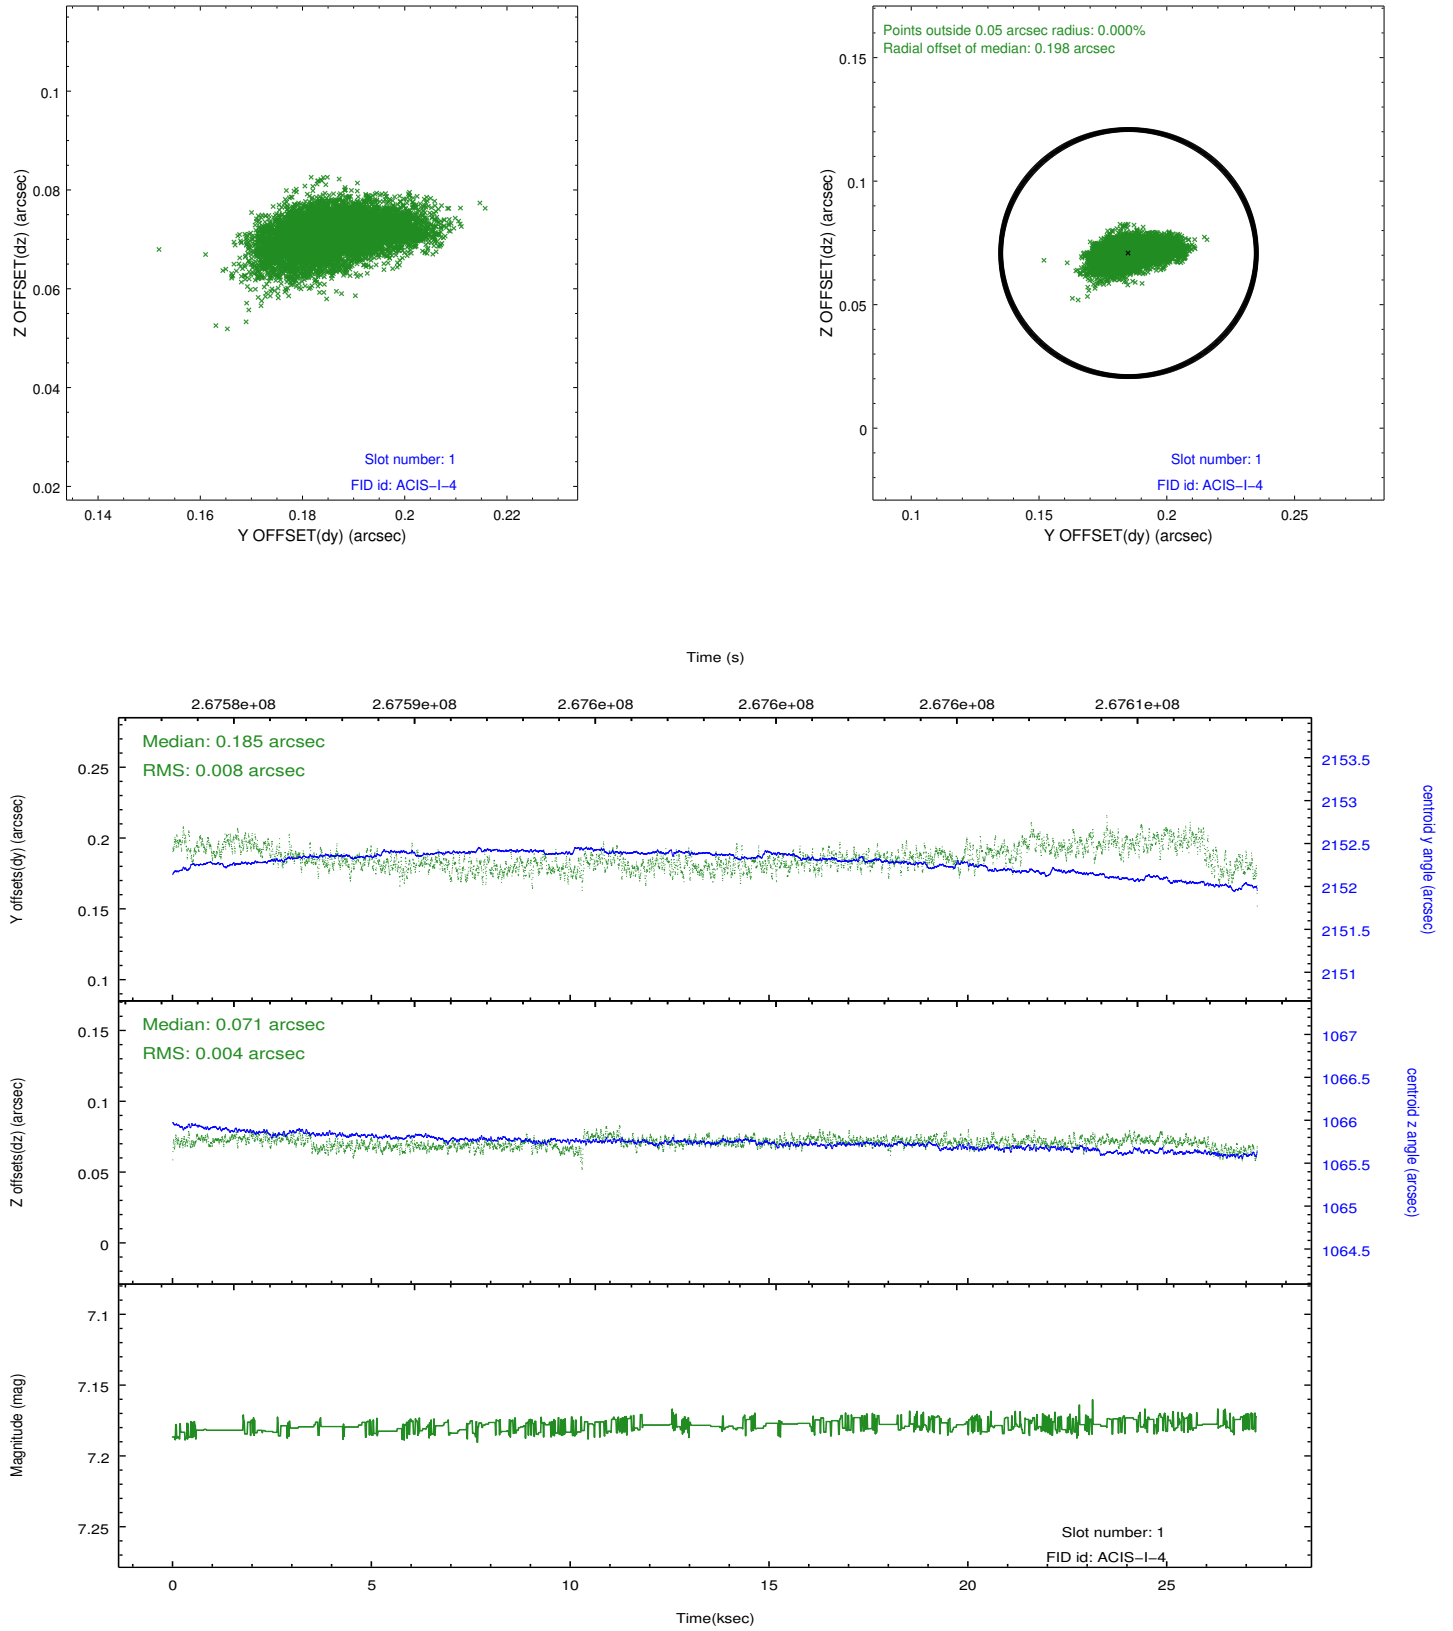 0.1
0.08
0.06
0.04
0.02
Z OFFSET(dz) (arcsec)
0.14 0.16 0.18 0.2 0.22
Y OFFSET(dy) (arcsec)
Slot number: 1
FID id: ACIS−I−4
Points outside 0.05 arcsec radius: 0.000%
Radial offset of median: 0.198 arcsec
0.15
0.1
0.05
0
Z OFFSET(dz) (arcsec)
0.1 0.15 0.2 0.25
Y OFFSET(dy) (arcsec)
Slot number: 1
FID id: ACIS−I−4
Time (s)
2.6758e+08 2.6759e+08 2.676e+08 2.676e+08 2.676e+08 2.6761e+08
Median: 0.185 arcsec
RMS: 0.008 arcsec
0.25
0.2
0.15
0.1
Y offsets(dy) (arcsec)
2153.5
2153
2152.5
2152
2151.5
2151
centroid y angle (arcsec)
Median: 0.071 arcsec
RMS: 0.004 arcsec
0.15
0.1
0.05
0
Z offsets(dz) (arcsec)
1067
1066.5
1066
1065.5
1065
1064.5
centroid z angle (arcsec)
7.1
7.15
7.2
7.25
Magnitude (mag)
Slot number: 1
FID id: ACIS−I−4
0 5 10 15 20 25
Time(ksec)